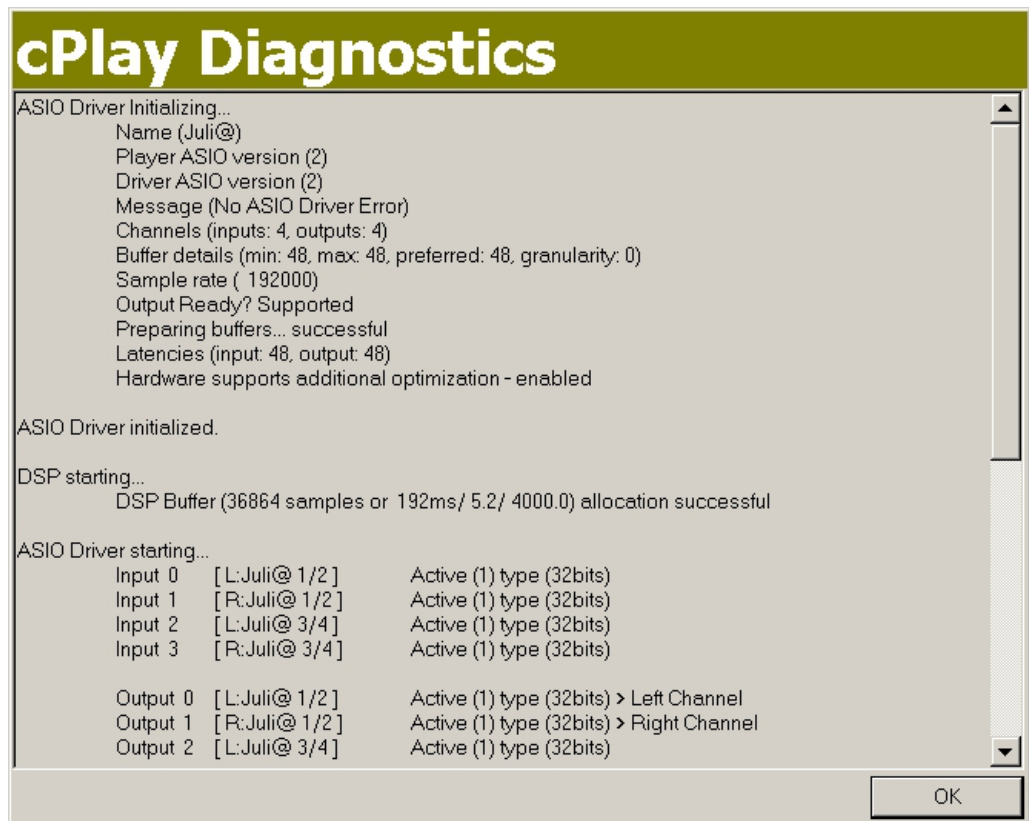 cPlay Diagnostics
ASIO Driver Initializing...
Name (Juli@)
Player ASIO version (2)
Driver ASIO version (2)
Message (No ASIO Driver Error)
Channels (inputs: 4, outputs: 4)
Buffer details (min: 48, max: 48, preferred: 48, granularity: 0)
Sample rate ( 192000)
Output Ready? Supported
Preparing buffers... successful
Latencies (input: 48, output: 48)
Hardware supports additional optimization - enabled
ASIO Driver initialized.
DSP starting...
DSP Buffer (36864 samples or 192ms/ 5.2/ 4000.0) allocation successful
ASIO Driver starting...
Input 0 [ L:Juli@ 1/2 ] Active (1) type (32bits)
Input 1 [ R:Juli@ 1/2 ] Active (1) type (32bits)
Input 2 [ L:Juli@ 3/4 ] Active (1) type (32bits)
Input 3 [ R:Juli@ 3/4 ] Active (1) type (32bits)
Output 0 [ L:Juli@ 1/2 ] Active (1) type (32bits) > Left Channel
Output 1 [ R:Juli@ 1/2 ] Active (1) type (32bits) > Right Channel
Output 2 [ L:Juli@ 3/4 ] Active (1) type (32bits)
OK